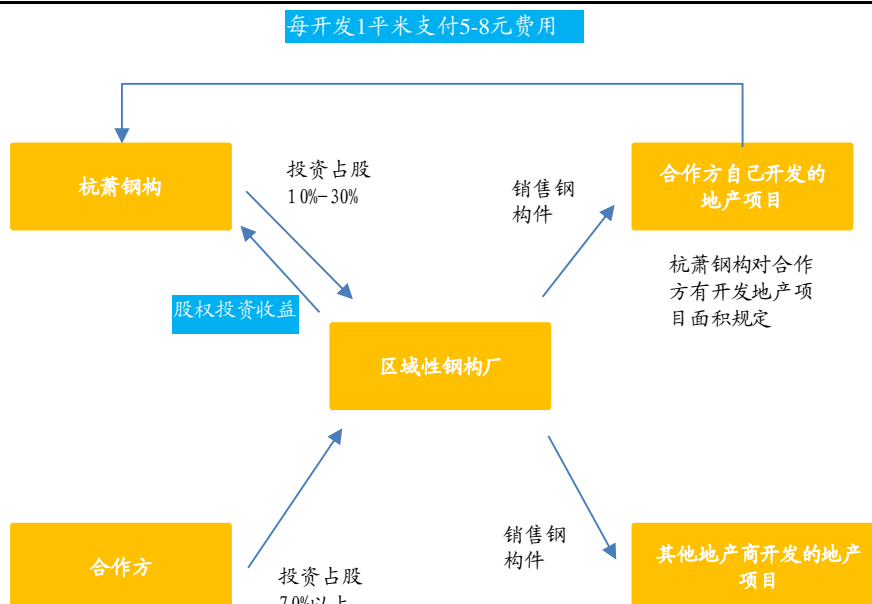 每开发1平米支付5-8元费用
杭萧钢构
投资占股
10%-30%
销售钢
构件
合作方自己开发的
地产项目
股权投资收益
杭萧钢构对合作
方有开发地产项
目面积规定
区域性钢构厂
合作方
投资占股
70%以上
销售钢
构件
其他地产商开发的地产
项目